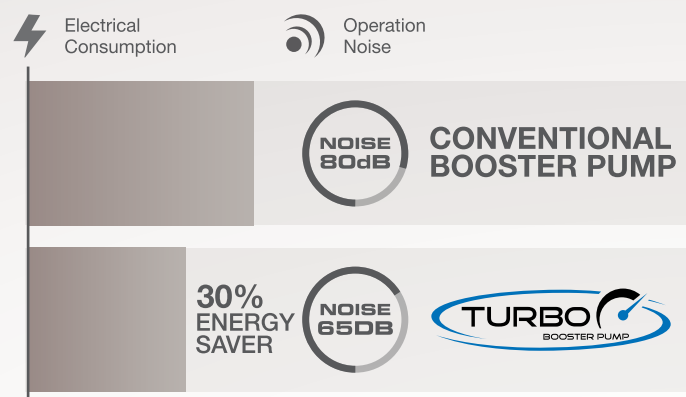 Electrical
Consumption
Operation
Noise
NOISE
80dB
CONVENTIONAL
BOOSTER PUMP
30%
ENERGY
SAVER
NOISE
65DB
TURBO
BOOSTER PUMP